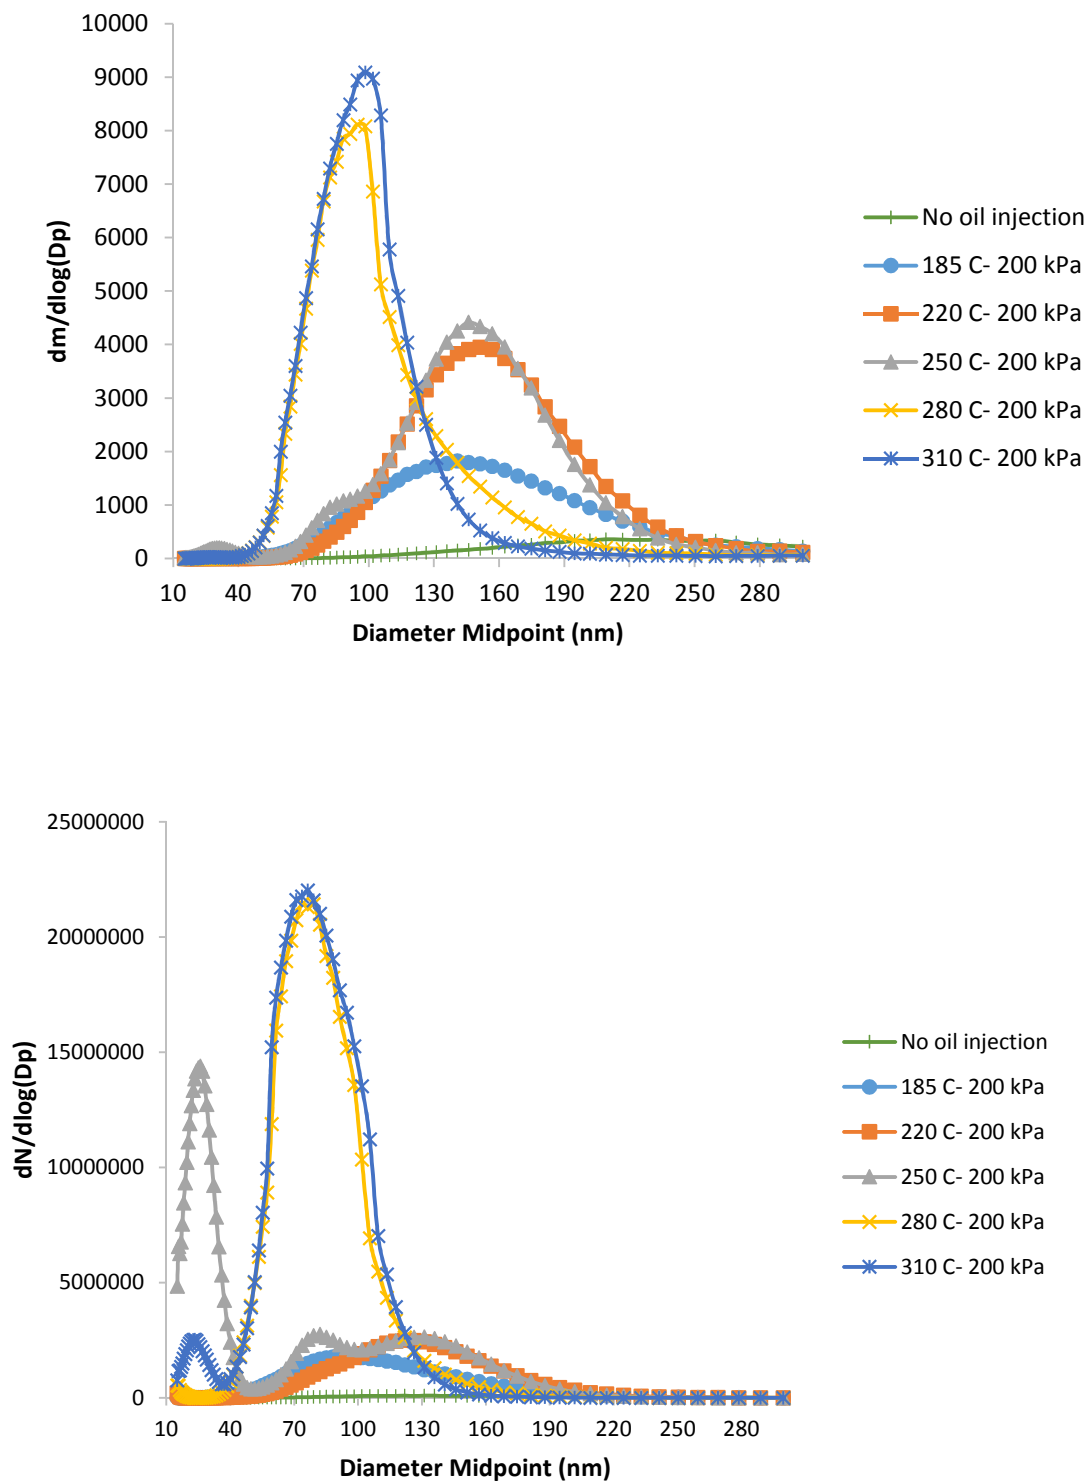 10000
9000
8000
7000
6000
5000
4000
3000
2000
1000
0
dm/dlog(Dp)
10 40 70 100 130 160 190 220 250 280
Diameter Midpoint (nm)
No oil injection
185 C- 200 kPa
220 C- 200 kPa
250 C- 200 kPa
280 C- 200 kPa
310 C- 200 kPa
25000000
20000000
15000000
10000000
5000000
0
dN/dlog(Dp)
10 40 70 100 130 160 190 220 250 280
Diameter Midpoint (nm)
No oil injection
185 C- 200 kPa
220 C- 200 kPa
250 C- 200 kPa
280 C- 200 kPa
310 C- 200 kPa